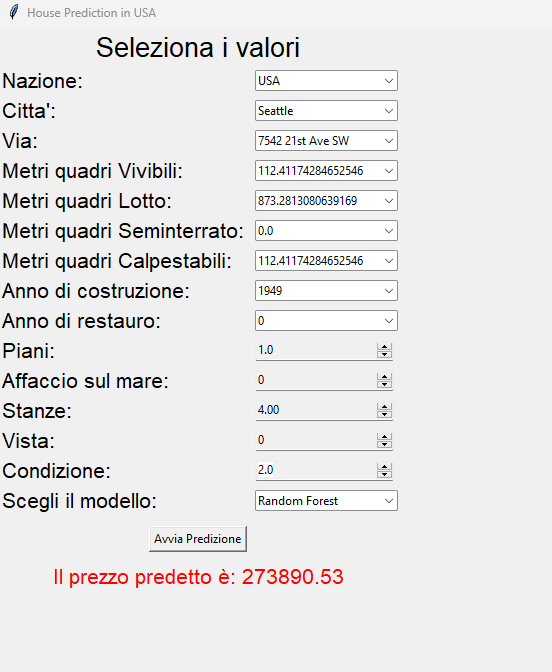 House Prediction in USA
Seleziona i valori
Nazione: USA
Citta': Seattle
Via: 7542 21st Ave SW
Metri quadri Vivibili: 112.41174284652546
Metri quadri Lotto: 873.2813080639169
Metri quadri Seminterrato: 0.0
Metri quadri Calpestabili: 112.41174284652546
Anno di costruzione: 1949
Anno di restauro: 0
Piani: 1.0
Affaccio sul mare: 0
Stanze: 4.00
Vista: 0
Condizione: 2.0
Scegli il modello: Random Forest
Avvia Predizione
Il prezzo predetto è: 273890.53